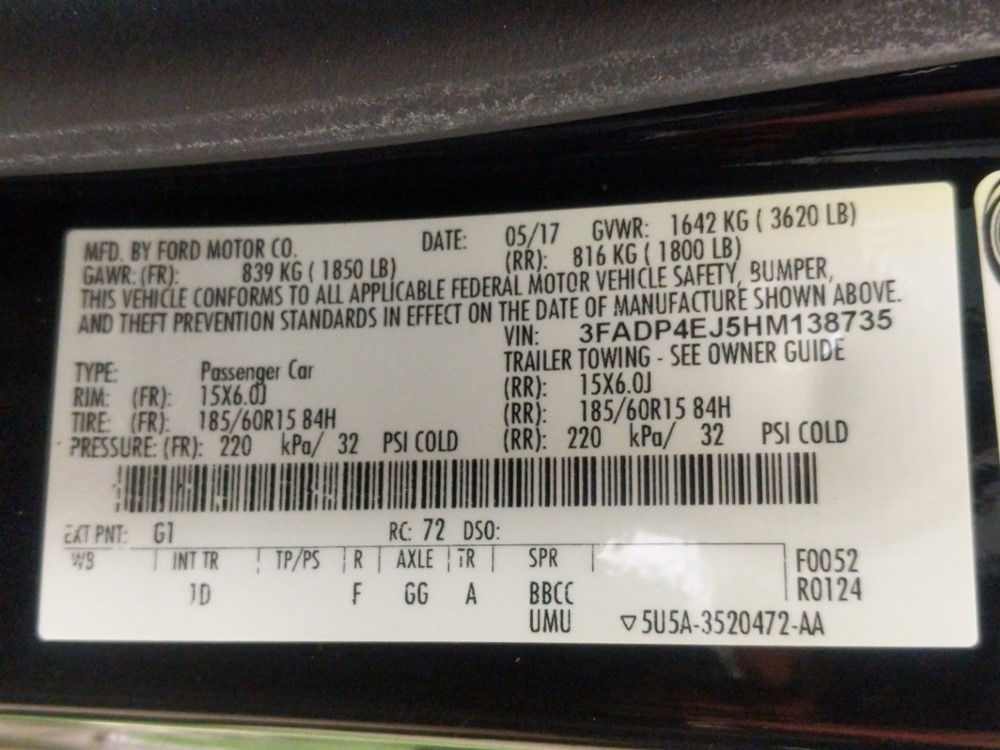 MFD. BY FORD MOTOR CO. DATE: 05/17 GVWR: 1642 KG ( 3620 LB)
GAWR: (FR): 839 KG ( 1850 LB) (RR): 816 KG ( 1800 LB)
THIS VEHICLE CONFORMS TO ALL APPLICABLE FEDERAL MOTOR VEHICLE SAFETY, BUMPER,
AND THEFT PREVENTION STANDARDS IN EFFECT ON THE DATE OF MANUFACTURE SHOWN ABOVE.
VIN: 3FADP4EJ5HM138735
TYPE: Passenger Car TRAILER TOWING - SEE OWNER GUIDE
RIM: (FR): 15X6.0J (RR): 15X6.0J
TIRE: (FR): 185/60R15 84H (RR): 185/60R15 84H
PRESSURE: (FR): 220 kPa/ 32 PSI COLD (RR): 220 kPa/ 32 PSI COLD
EXT PNT: G1 RC: 72 DSO:
WB INT TR TP/PS R AXLE TR SPR F0052
1D F GG A BBCC R0124
UMU ▽5U5A-3520472-AA